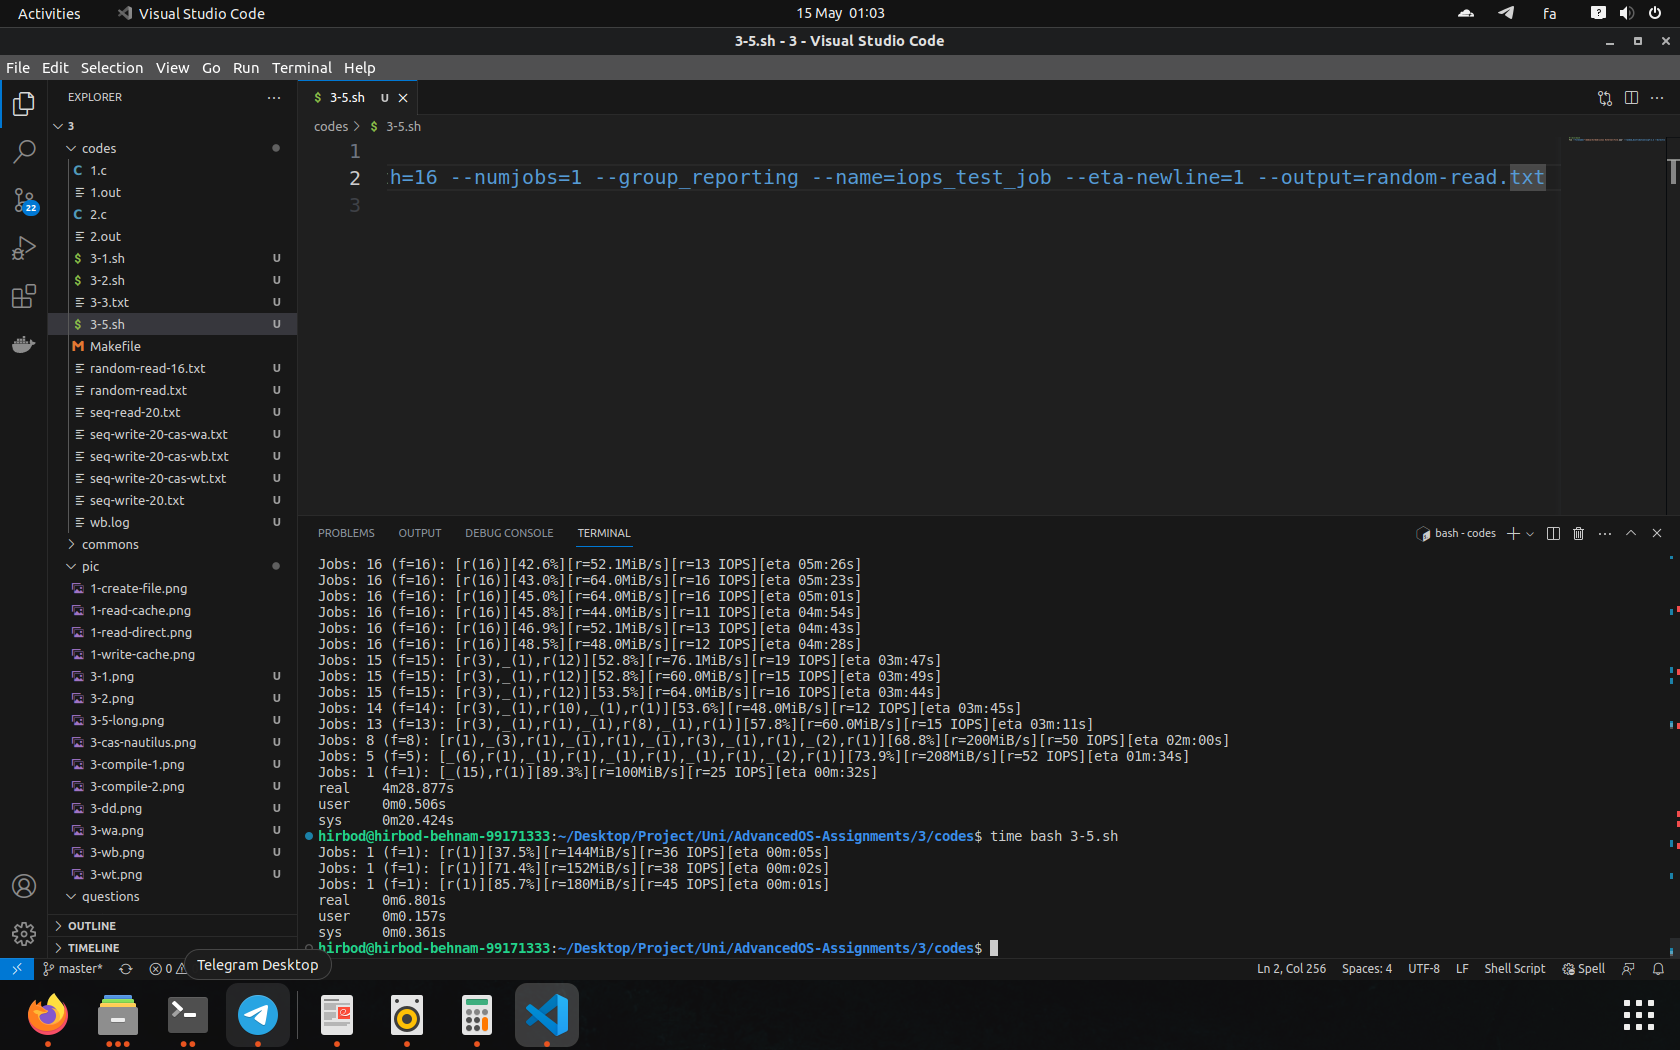 Activities
Visual Studio Code
15 May 01:03
fa
3-5.sh - 3 - Visual Studio Code
File Edit Selection View Go Run Terminal Help
EXPLORER
3
codes
C 1.c
1.out
C 2.c
2.out
$ 3-1.sh U
$ 3-2.sh U
3-3.txt U
$ 3-5.sh U
M Makefile
random-read-16.txt U
random-read.txt U
seq-read-20.txt U
seq-write-20-cas-wa.txt U
seq-write-20-cas-wb.txt U
seq-write-20-cas-wt.txt U
seq-write-20.txt U
wb.log U
commons
pic
1-create-file.png
1-read-cache.png
1-read-direct.png
1-write-cache.png
3-1.png U
3-2.png U
3-5-long.png U
3-cas-nautilus.png U
3-compile-1.png U
3-compile-2.png U
3-dd.png U
3-wa.png U
3-wb.png U
3-wt.png U
questions
OUTLINE
TIMELINE
22
$ 3-5.sh U
codes > $ 3-5.sh
1
2 h=16 --numjobs=1 --group_reporting --name=iops_test_job --eta-newline=1 --output=random-read.txt
3
PROBLEMS OUTPUT DEBUG CONSOLE TERMINAL
bash - codes
Jobs: 16 (f=16): [r(16)][42.6%][r=52.1MiB/s][r=13 IOPS][eta 05m:26s]
Jobs: 16 (f=16): [r(16)][43.0%][r=64.0MiB/s][r=16 IOPS][eta 05m:23s]
Jobs: 16 (f=16): [r(16)][45.0%][r=64.0MiB/s][r=16 IOPS][eta 05m:01s]
Jobs: 16 (f=16): [r(16)][45.8%][r=44.0MiB/s][r=11 IOPS][eta 04m:54s]
Jobs: 16 (f=16): [r(16)][46.9%][r=52.1MiB/s][r=13 IOPS][eta 04m:43s]
Jobs: 16 (f=16): [r(16)][48.5%][r=48.0MiB/s][r=12 IOPS][eta 04m:28s]
Jobs: 15 (f=15): [r(3),_(1),r(12)][52.8%][r=76.1MiB/s][r=19 IOPS][eta 03m:47s]
Jobs: 15 (f=15): [r(3),_(1),r(12)][52.8%][r=60.0MiB/s][r=15 IOPS][eta 03m:49s]
Jobs: 15 (f=15): [r(3),_(1),r(12)][53.5%][r=64.0MiB/s][r=16 IOPS][eta 03m:44s]
Jobs: 14 (f=14): [r(3),_(1),r(10),_(1),r(1)][53.6%][r=48.0MiB/s][r=12 IOPS][eta 03m:45s]
Jobs: 13 (f=13): [r(3),_(1),r(1),_(1),r(8),_(1),r(1)][57.8%][r=60.0MiB/s][r=15 IOPS][eta 03m:11s]
Jobs: 8 (f=8): [r(1),_(3),r(1),_(1),r(1),_(1),r(3),_(1),r(1),_(2),r(1)][68.8%][r=200MiB/s][r=50 IOPS][eta 02m:00s]
Jobs: 5 (f=5): [_(6),r(1),_(1),r(1),_(1),r(1),_(1),r(1),_(2),r(1)][73.9%][r=208MiB/s][r=52 IOPS][eta 01m:34s]
Jobs: 1 (f=1): [_(15),r(1)][89.3%][r=100MiB/s][r=25 IOPS][eta 00m:32s]
real 4m28.877s
user 0m0.506s
sys 0m20.424s
hirbod@hirbod-behnam-99171333:~/Desktop/Project/Uni/AdvancedOS-Assignments/3/codes$ time bash 3-5.sh
Jobs: 1 (f=1): [r(1)][37.5%][r=144MiB/s][r=36 IOPS][eta 00m:05s]
Jobs: 1 (f=1): [r(1)][71.4%][r=152MiB/s][r=38 IOPS][eta 00m:02s]
Jobs: 1 (f=1): [r(1)][85.7%][r=180MiB/s][r=45 IOPS][eta 00m:01s]
real 0m6.801s
user 0m0.157s
sys 0m0.361s
hirbod@hirbod-behnam-99171333:~/Desktop/Project/Uni/AdvancedOS-Assignments/3/codes$
master* 0
Telegram Desktop
Ln 2, Col 256 Spaces: 4 UTF-8 LF Shell Script Spell